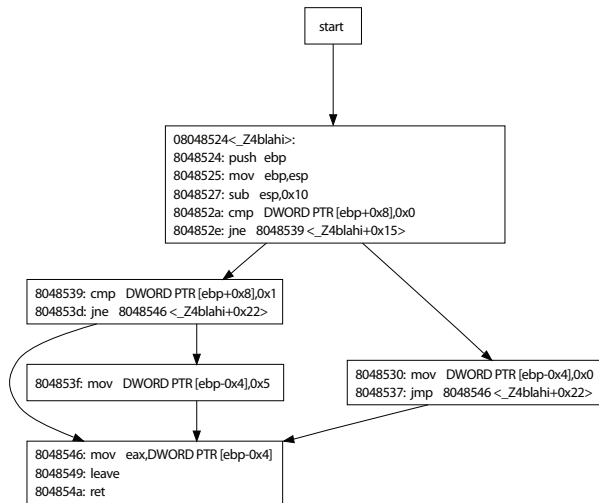 start
08048524<_Z4blahi>:
8048524: push ebp
8048525: mov ebp,esp
8048527: sub esp,0x10
804852a: cmp DWORD PTR [ebp+0x8],0x0
804852e: jne 8048539 <_Z4blahi+0x15>
8048539: cmp DWORD PTR [ebp+0x8],0x1
804853d: jne 8048546 <_Z4blahi+0x22>
804853f: mov DWORD PTR [ebp-0x4],0x5
8048530: mov DWORD PTR [ebp-0x4],0x0
8048537: jmp 8048546 <_Z4blahi+0x22>
8048546: mov eax,DWORD PTR [ebp-0x4]
8048549: leave
804854a: ret